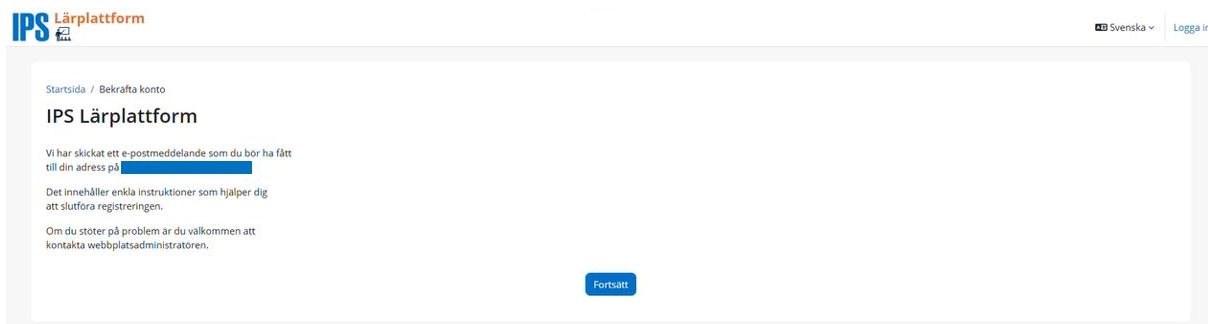 IPS Lärplattform
Svenska
Logga in
Startsida / Bekräfta konto
IPS Lärplattform
Vi har skickat ett e-postmeddelande som du bör ha fått
till din adress på
Det innehåller enkla instruktioner som hjälper dig
att slutföra registreringen.
Om du stöter på problem är du välkommen att
kontakta webbplatsadministratören.
Fortsätt